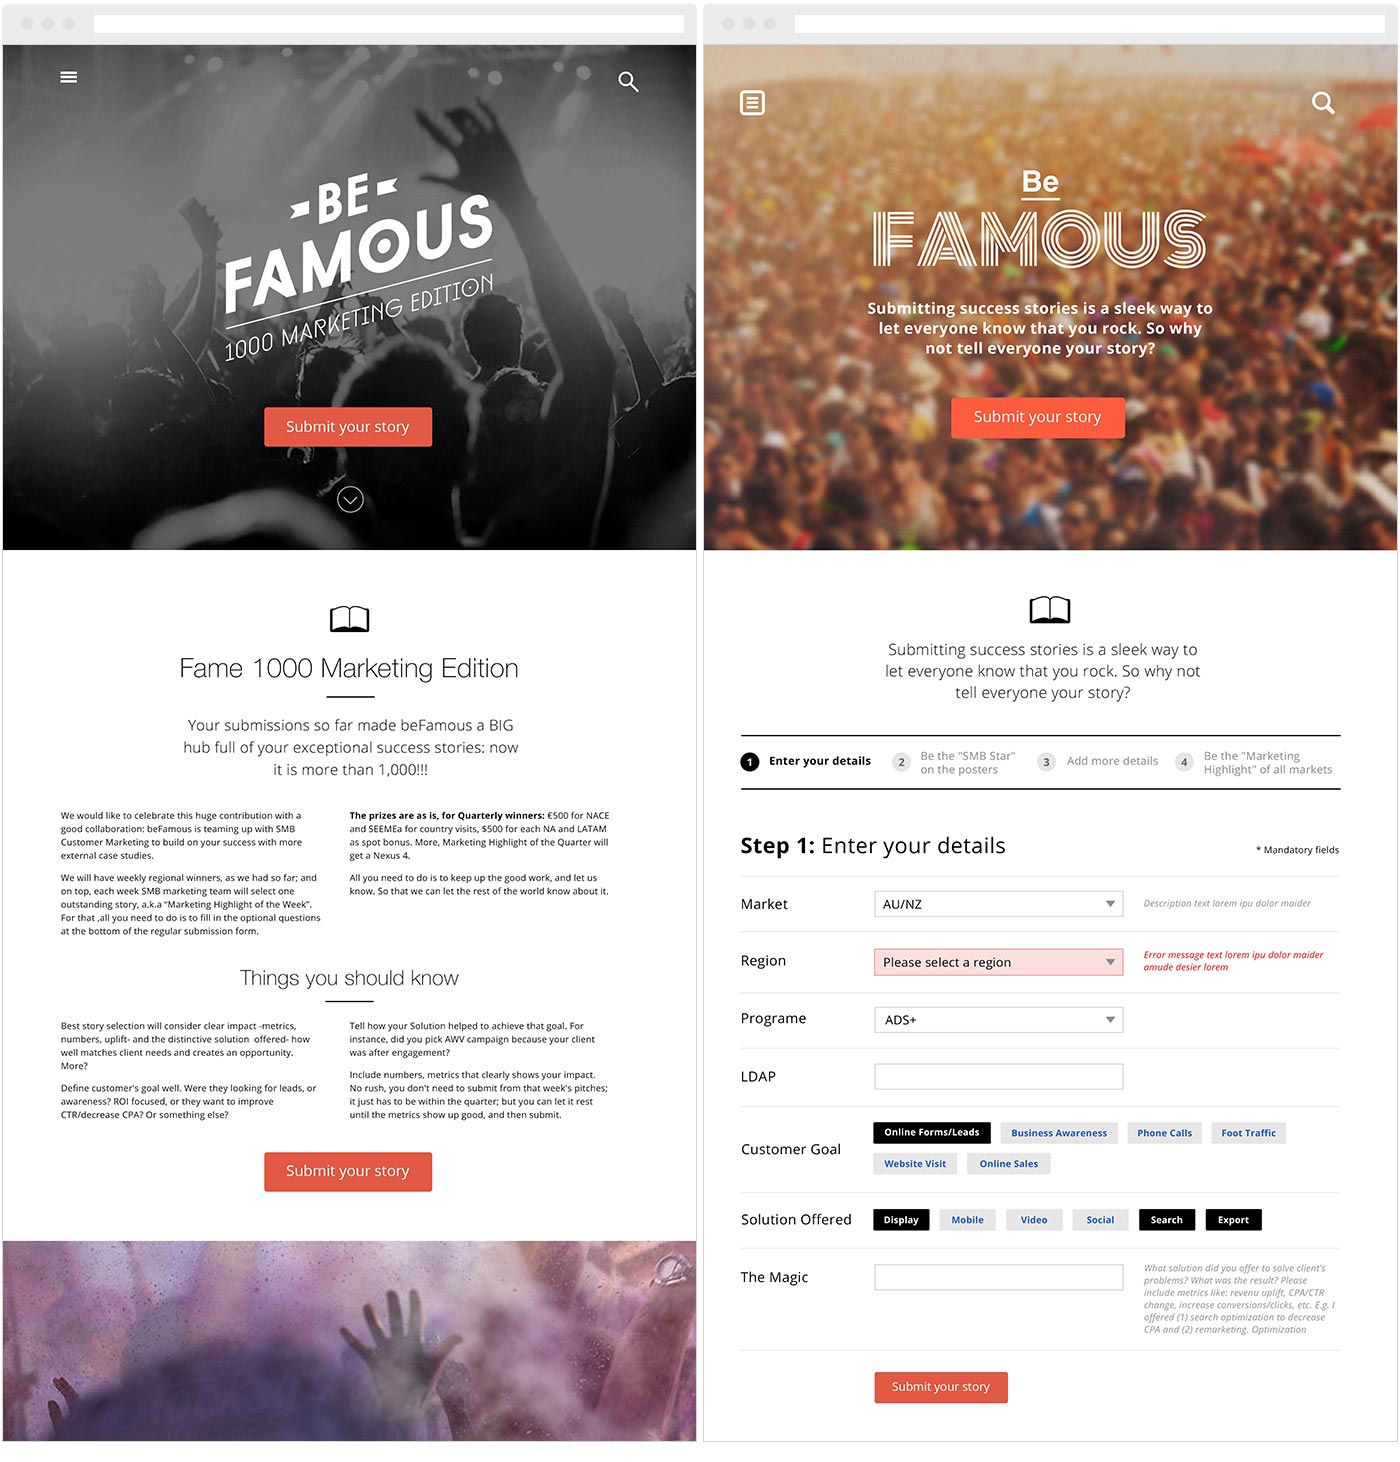 BE
FAMOUS
1000 MARKETING EDITION
Submit your story
Fame 1000 Marketing Edition
Your submissions so far made beFamous a BIG
hub full of your exceptional success stories: now
it is more than 1,000!!!
We would like to celebrate this huge contribution with a
good collaboration: beFamous is teaming up with SMB
Customer Marketing to build on your success with more
external case studies.
We will have weekly regional winners, as we had so far; and
on top, each week SMB marketing team will select one
outstanding story, a.k.a “Marketing Highlight of the Week”.
For that ,all you need to do is to fill in the optional questions
at the bottom of the regular submission form.
The prizes are as is, for Quarterly winners: €500 for NACE
and SEEMEa for country visits, $500 for each NA and LATAM
as spot bonus. More, Marketing Highlight of the Quarter will
get a Nexus 4.
All you need to do is to keep up the good work, and let us
know. So that we can let the rest of the world know about it.
Things you should know
Best story selection will consider clear impact -metrics,
numbers, uplift- and the distinctive solution  offered- how
well matches client needs and creates an opportunity.
More?
Define customer's goal well. Were they looking for leads, or
awareness? ROI focused, or they want to improve
CTR/decrease CPA? Or something else?
Tell how your Solution helped to achieve that goal. For
instance, did you pick AWV campaign because your client
was after engagement?
Include numbers, metrics that clearly shows your impact.
No rush, you don't need to submit from that week's pitches;
it just has to be within the quarter; but you can let it rest
until the metrics show up good, and then submit.
Submit your story
Be
FAMOUS
Submitting success stories is a sleek way to
let everyone know that you rock. So why
not tell everyone your story?
Submit your story
Submitting success stories is a sleek way to
let everyone know that you rock. So why not
tell everyone your story?
1 Enter your details
2 Be the "SMB Star"
on the posters
3 Add more details
4 Be the "Marketing
Highlight" of all markets
Step 1: Enter your details
* Mandatory fields
Market
AU/NZ
Description text lorem ipu dolor maider
Region
Please select a region
Error message text lorem ipu dolor maider
amude desier lorem
Programe
ADS+
LDAP
Customer Goal
Online Forms/Leads Business Awareness Phone Calls Foot Traffic
Website Visit Online Sales
Solution Offered
Display Mobile Video Social Search Export
The Magic
What solution did you offer to solve client's
problems? What was the result? Please
include metrics like: revenu uplift, CPA/CTR
change, increase conversions/clicks, etc. E.g. I
offered (1) search optimization to decrease
CPA and (2) remarketing. Optimization
Submit your story